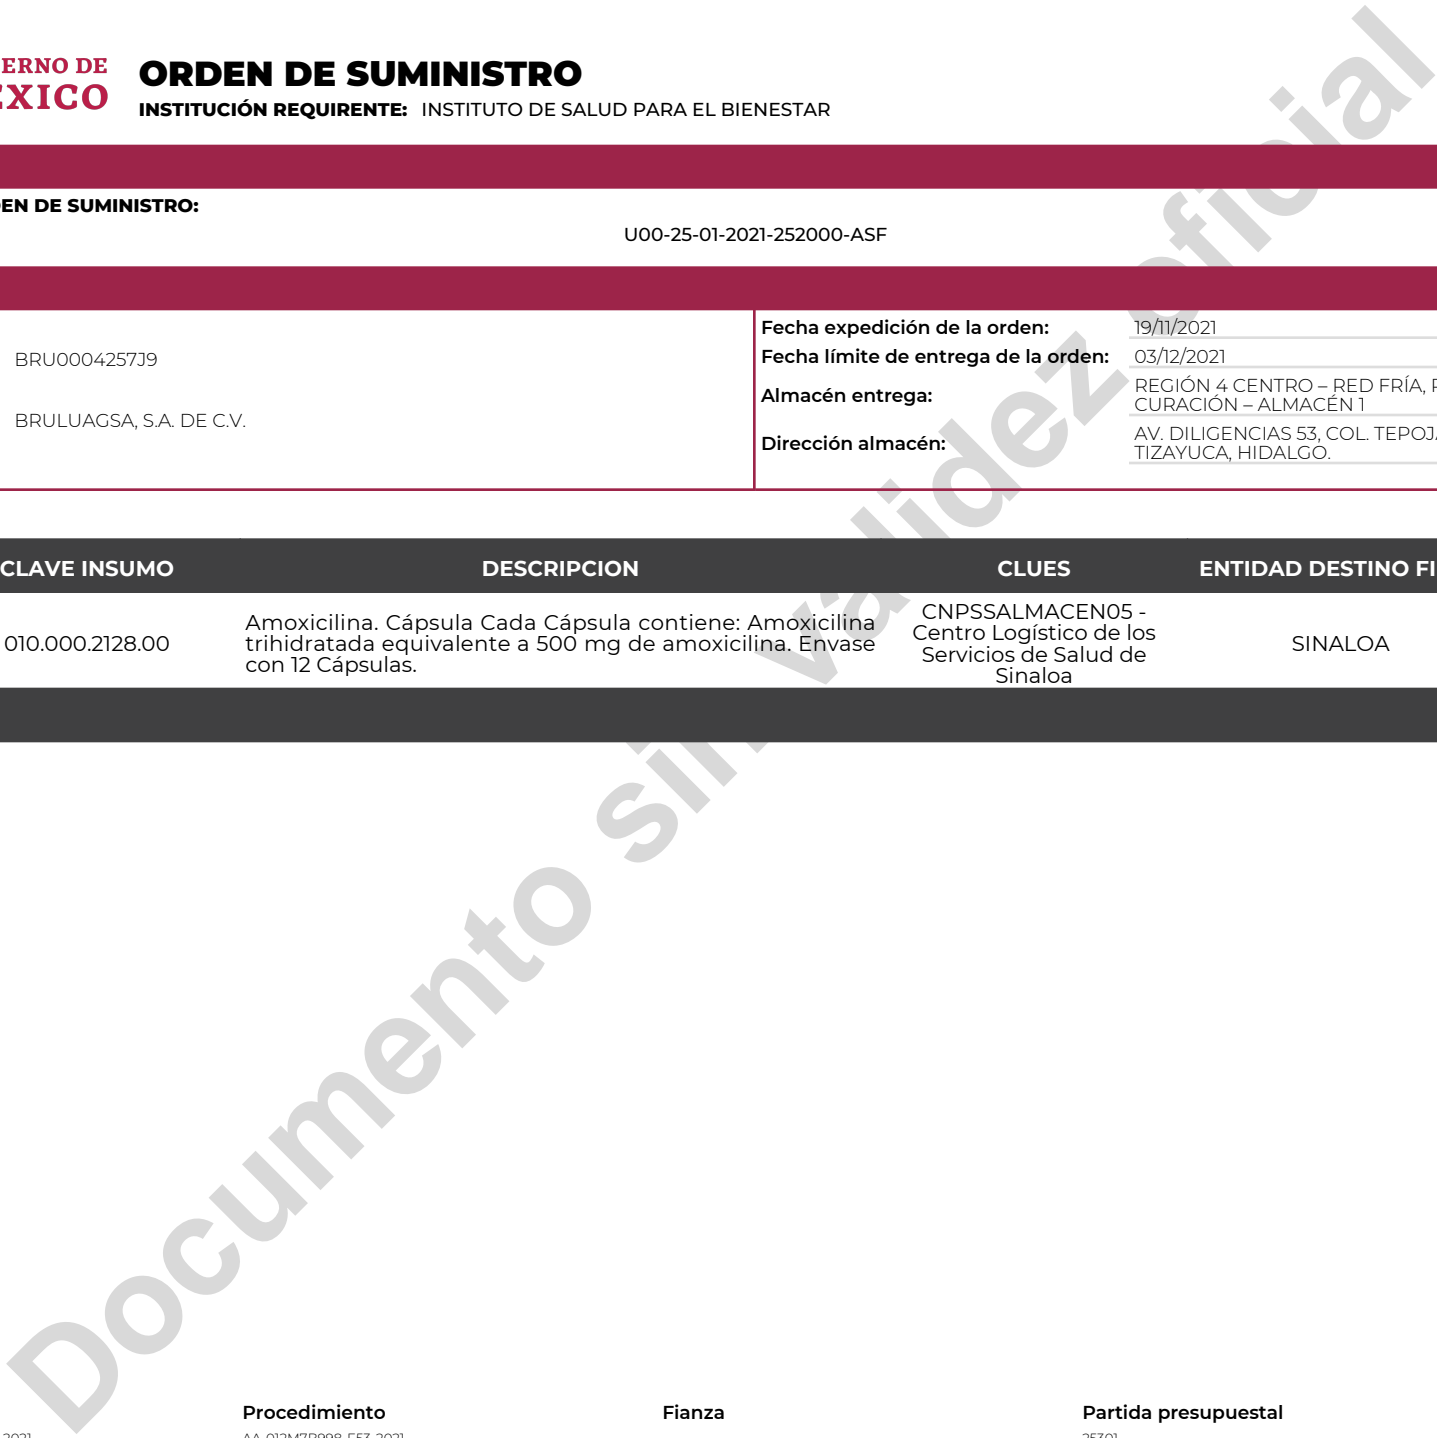 ERNO DE
EXICO
ORDEN DE SUMINISTRO
INSTITUCIÓN REQUIRENTE: INSTITUTO DE SALUD PARA EL BIENESTAR
EN DE SUMINISTRO:
U00-25-01-2021-252000-ASF
BRU0004257J9
BRULUAGSA, S.A. DE C.V.
Fecha expedición de la orden: 19/11/2021
Fecha límite de entrega de la orden: 03/12/2021
Almacén entrega: REGIÓN 4 CENTRO – RED FRÍA,
CURACIÓN – ALMACÉN 1
Dirección almacén: AV. DILIGENCIAS 53, COL. TEPOJ
TIZAYUCA, HIDALGO.
CLAVE INSUMO DESCRIPCION CLUES ENTIDAD DESTINO FI
010.000.2128.00
Amoxicilina. Cápsula Cada Cápsula contiene: Amoxicilina
trihidratada equivalente a 500 mg de amoxicilina. Envase
con 12 Cápsulas.
CNPSSALMACEN05 -
Centro Logístico de los
Servicios de Salud de
Sinaloa
SINALOA
Documento sin validez oficial
Procedimiento Fianza Partida presupuestal